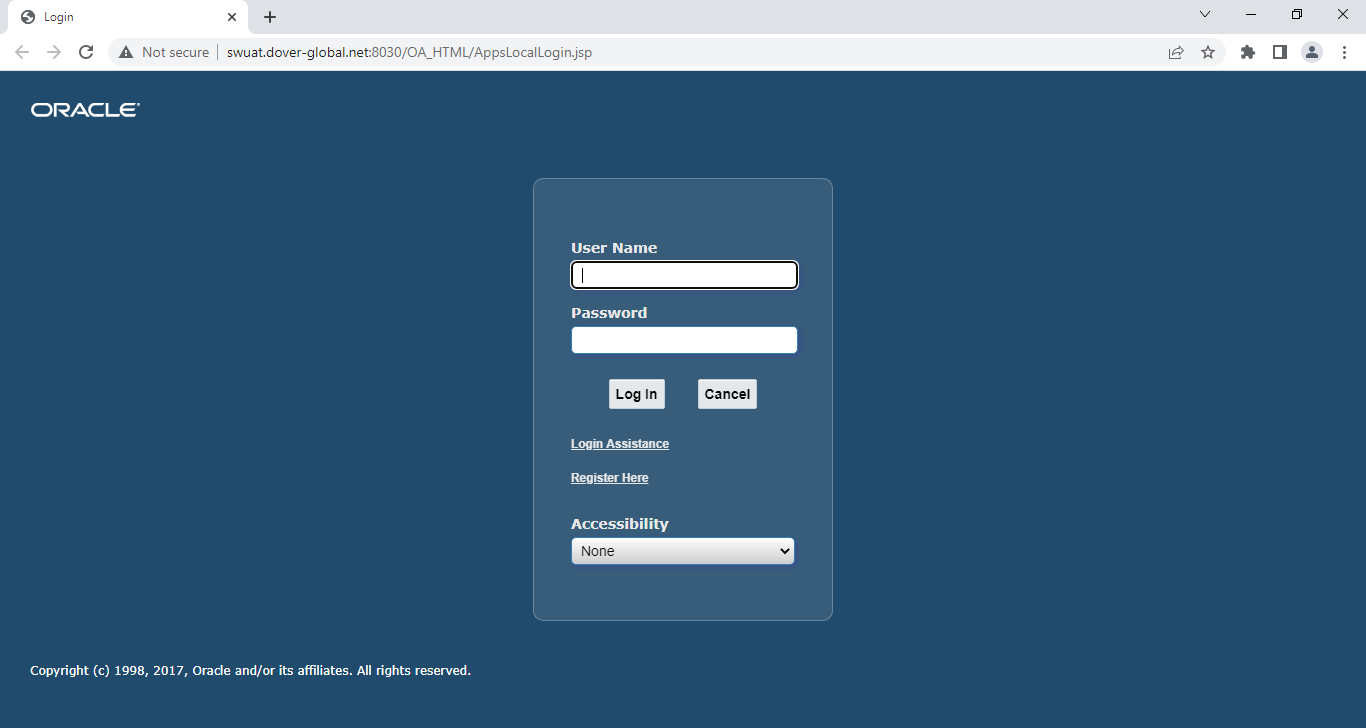 Login
Not secure swuat.dover-global.net:8030/OA_HTML/AppsLocalLogin.jsp
ORACLE®
User Name
Password
Log In Cancel
Login Assistance
Register Here
Accessibility
None
Copyright (c) 1998, 2017, Oracle and/or its affiliates. All rights reserved.